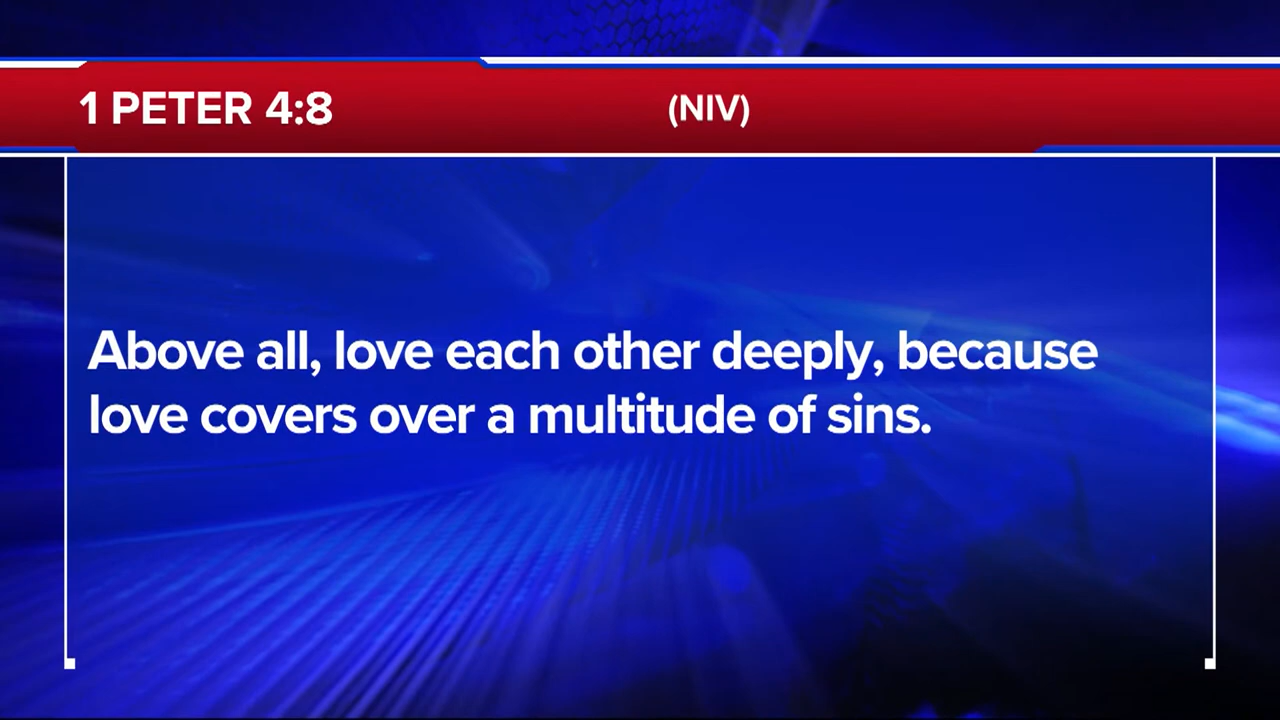 1 PETER 4:8 (NIV)
Above all, love each other deeply, because
love covers over a multitude of sins.